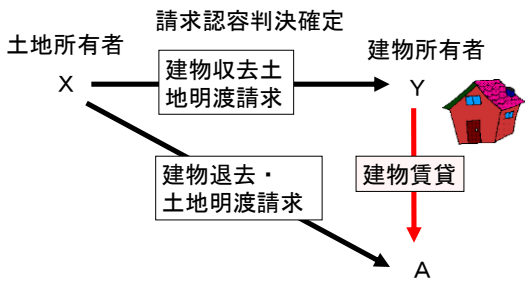 請求認容判決確定
土地所有者
建物所有者
X
建物収去土
地明渡請求
Y
建物退去・
土地明渡請求
建物賃貸
A